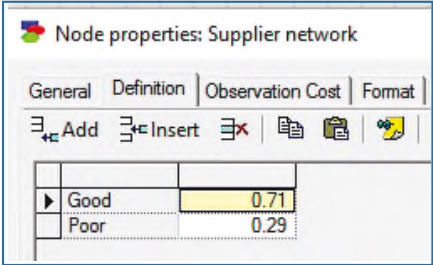 Node properties: Supplier network
General Definition Observation Cost Format
Add Insert
Good 0.71
Poor 0.29